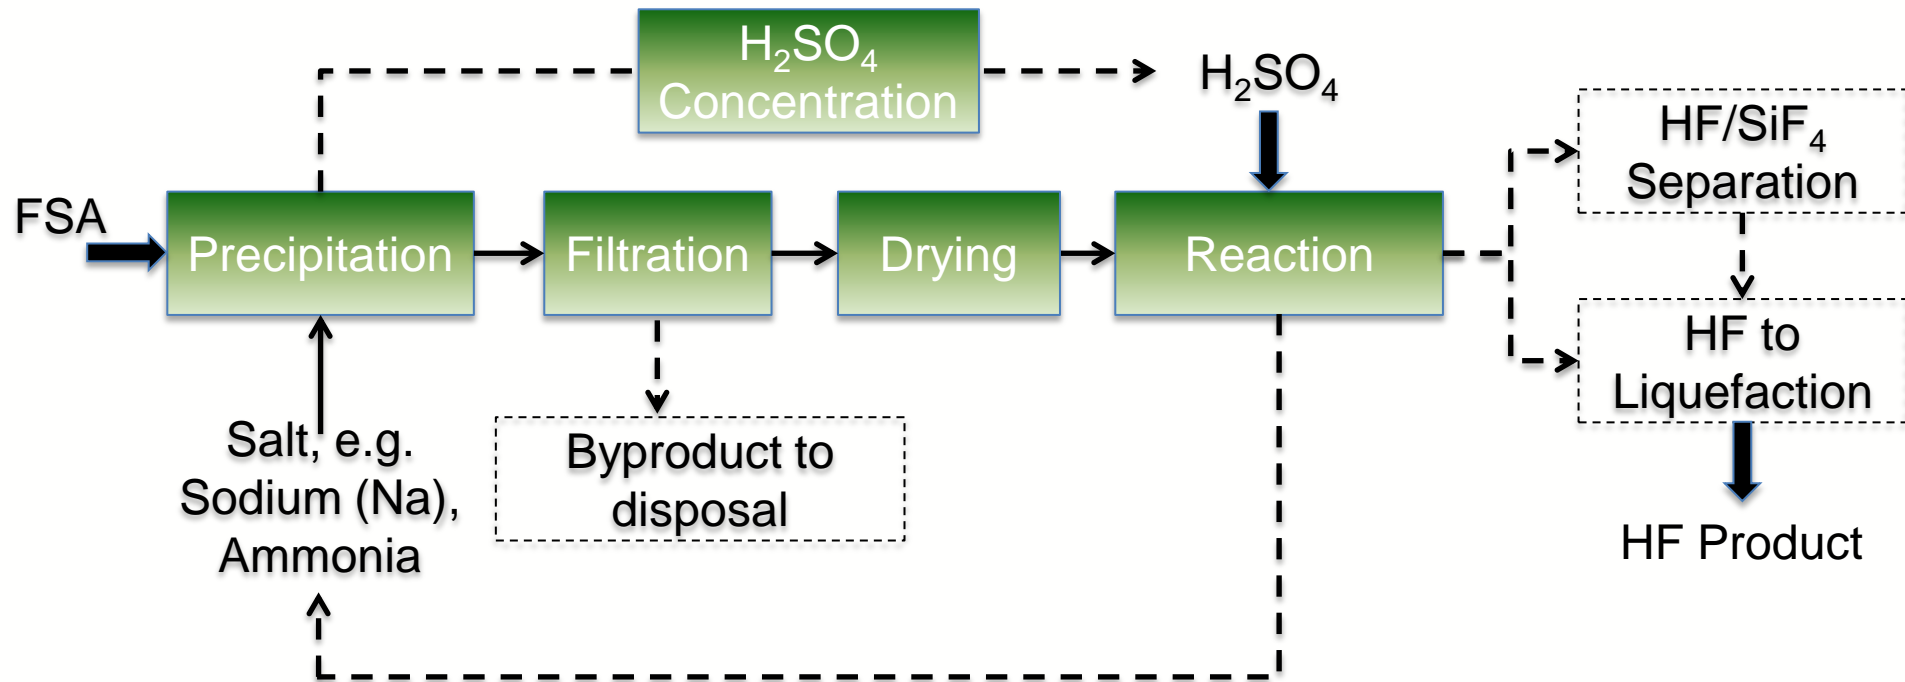 H₂SO₄
Concentration
H₂SO₄
HF/SiF₄
Separation
FSA
Precipitation
Filtration
Drying
Reaction
HF to
Liquefaction
Salt, e.g.
Sodium (Na),
Ammonia
Byproduct to
disposal
HF Product